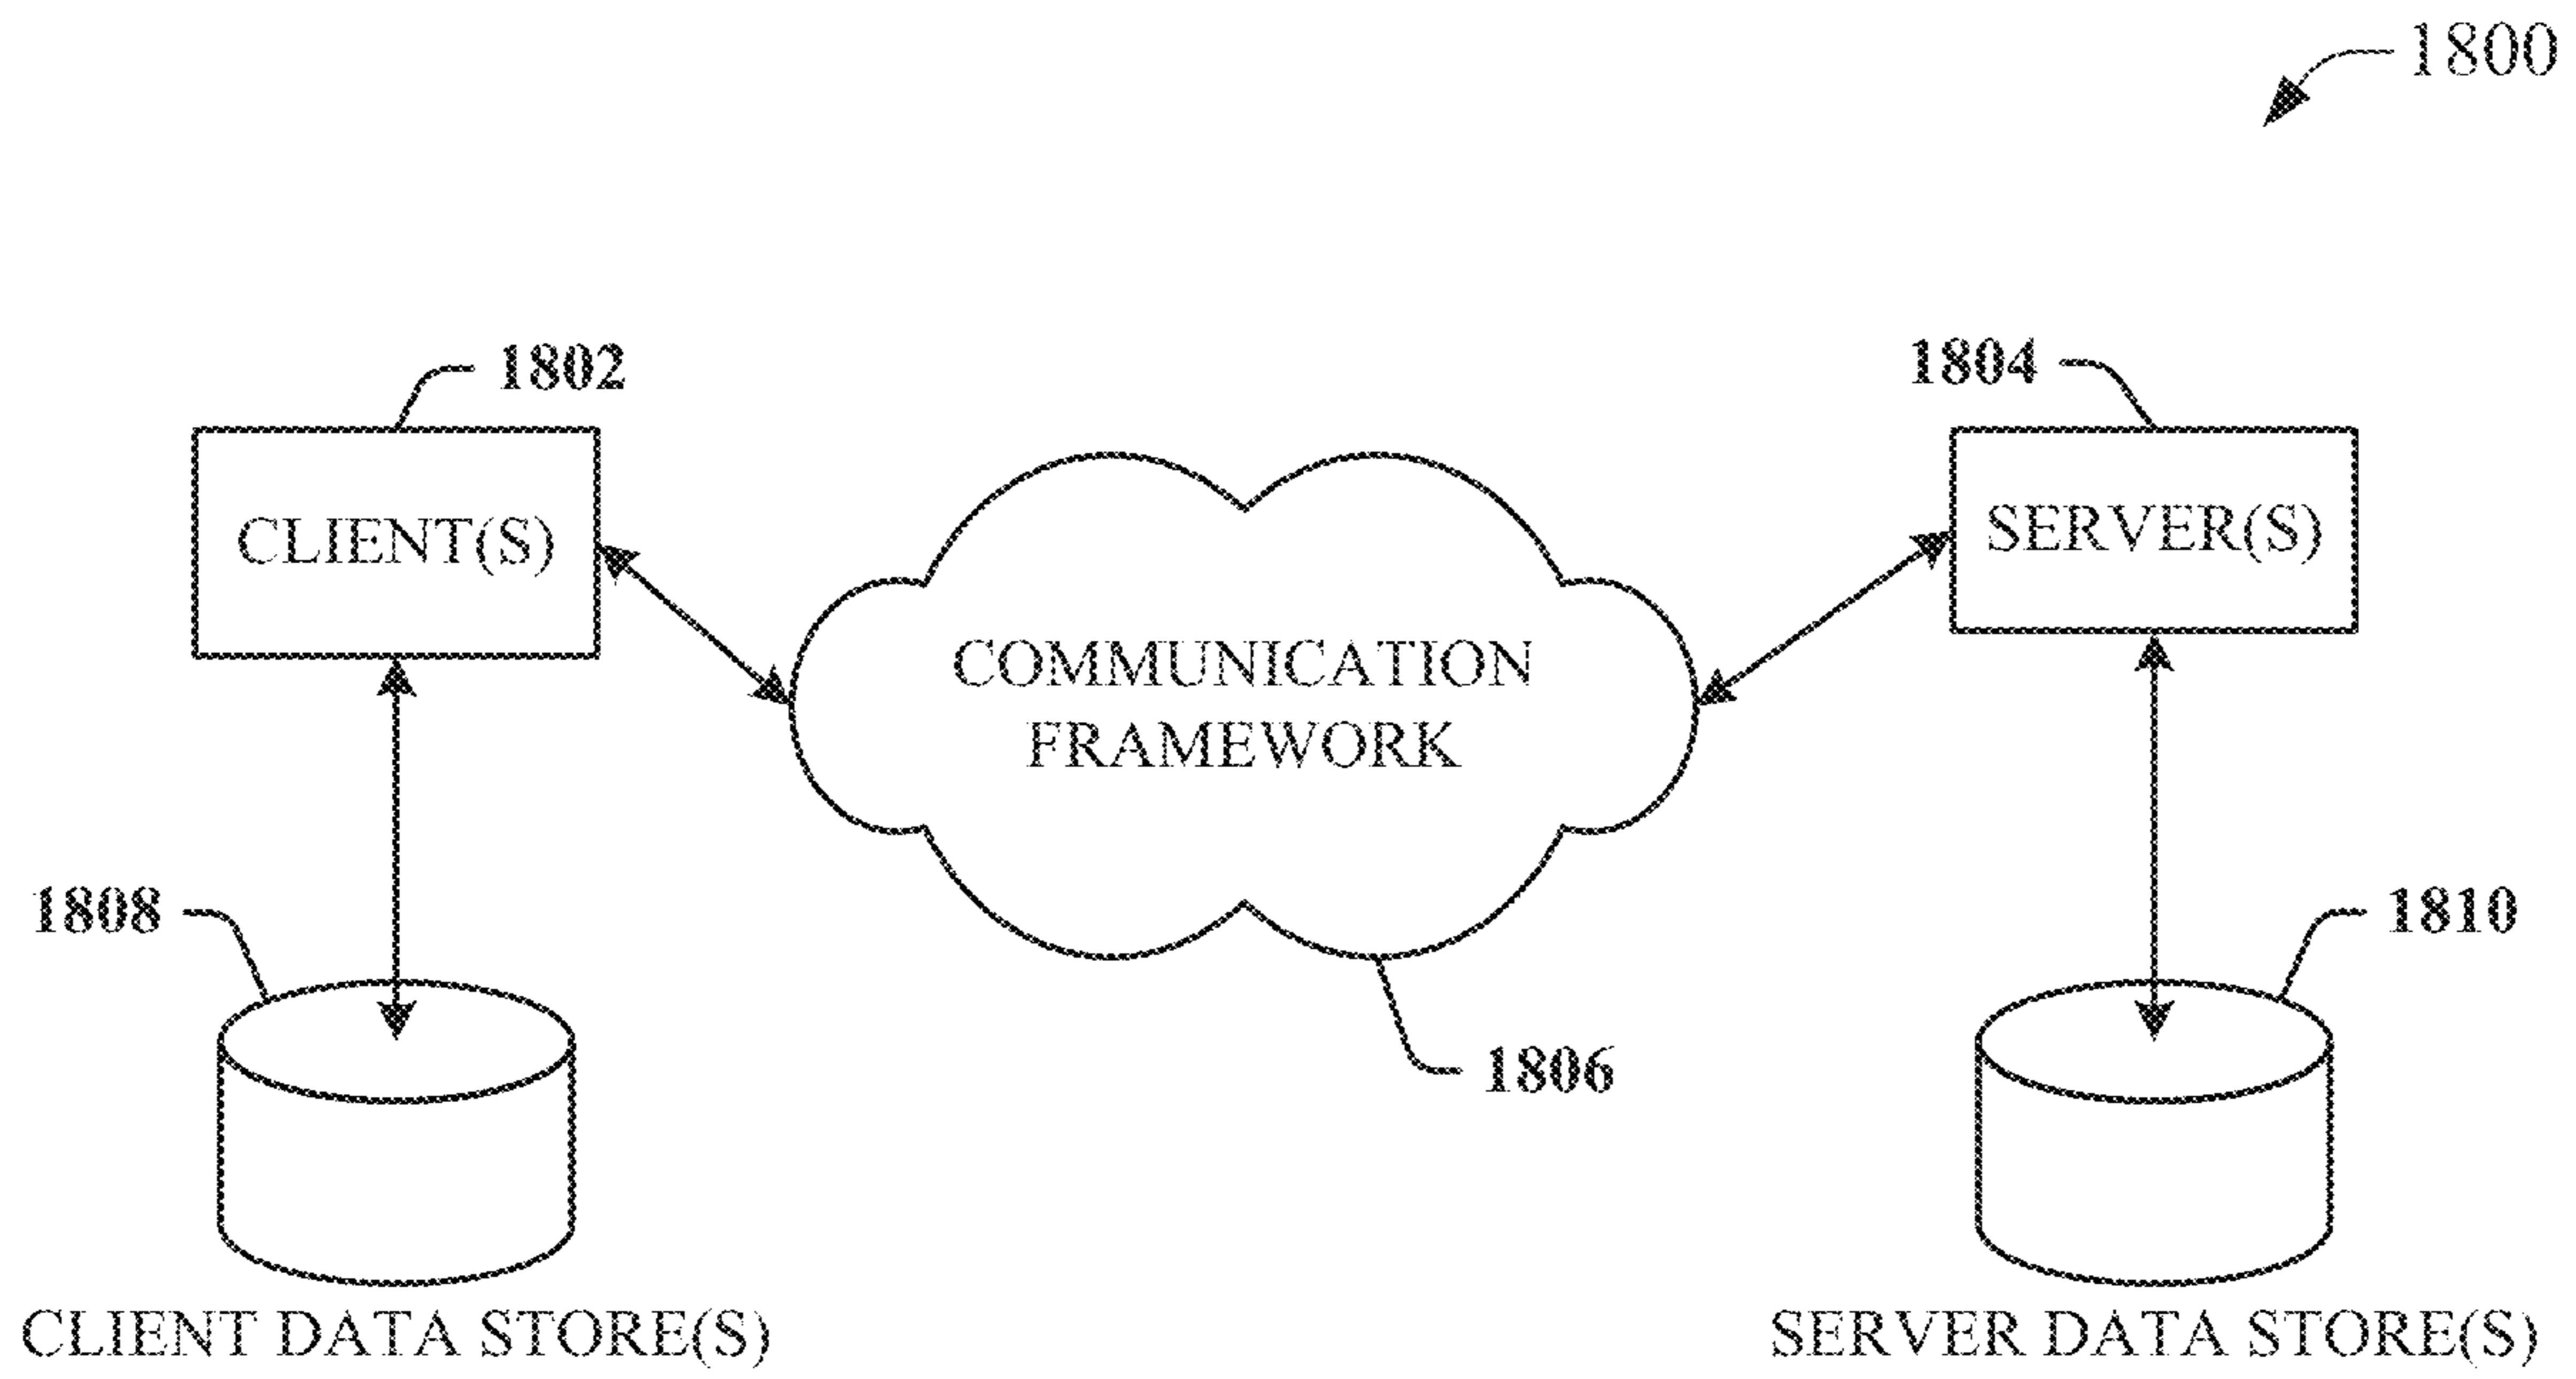 1800
1802
1804
CLIENT(S)
SERVER(S)
COMMUNICATION
FRAMEWORK
1808
1810
1806
CLIENT DATA STORE(S)
SERVER DATA STORE(S)